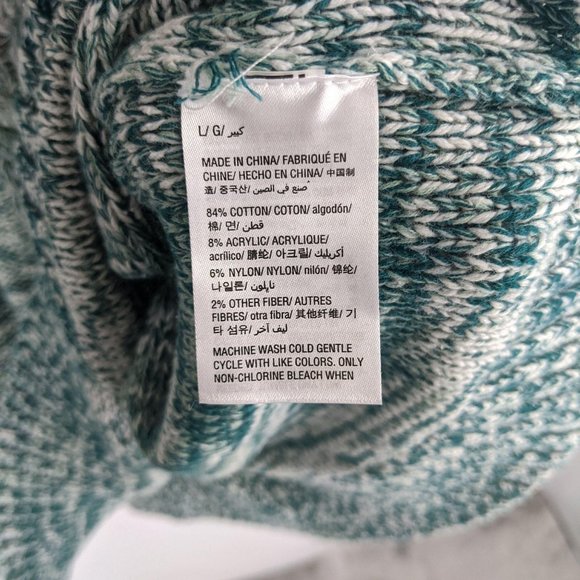 L/ G/ كبير
MADE IN CHINA/ FABRIQUÉ EN
CHINE/ HECHO EN CHINA/ 中国制
造/ 중국산/ صنع في الصين
84% COTTON/ COTON/ algodón/
棉/ 면/ قطن
8% ACRYLIC/ ACRYLIQUE/
acrílico/ 腈纶/ 아크릴/ أكريليك
6% NYLON/ NYLON/ nilón/ 锦纶/
나일론/ نايلون
2% OTHER FIBER/ AUTRES
FIBRES/ otra fibra/ 其他纤维/ 기
타 섬유/ ليف آخر
MACHINE WASH COLD GENTLE
CYCLE WITH LIKE COLORS. ONLY
NON-CHLORINE BLEACH WHEN